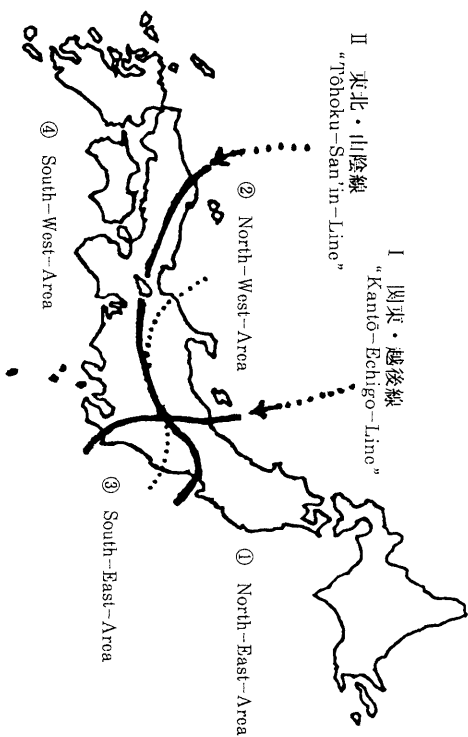 II 東北・山陰線
"Tôhoku-San'in-Line"
I 関東・越後線
"Kantō-Echigo-Line"
② North-West-Area
④ South-West-Area
① North-East-Area
③ South-East-Area